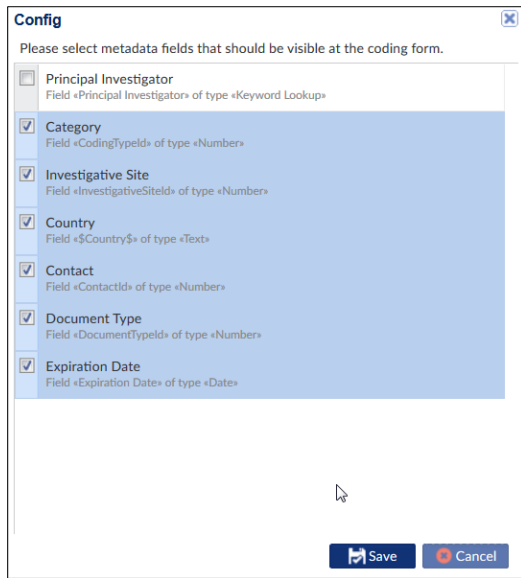 Config
Please select metadata fields that should be visible at the coding form.
Principal Investigator
Field «Principal Investigator» of type «Keyword Lookup»
Category
Field «CodingTypeId» of type «Number»
Investigative Site
Field «InvestigativeSiteId» of type «Number»
Country
Field «$Country$» of type «Text»
Contact
Field «ContactId» of type «Number»
Document Type
Field «DocumentTypeId» of type «Number»
Expiration Date
Field «Expiration Date» of type «Date»
Save
Cancel